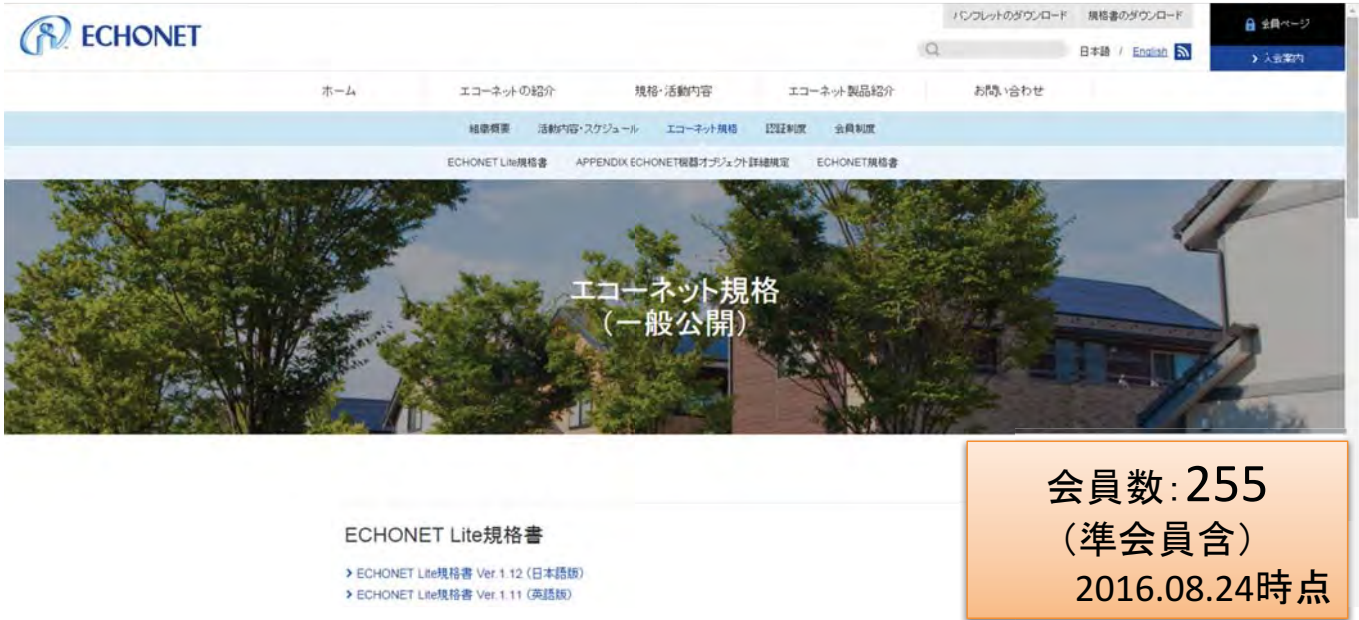 ECHONET
パンフレットのダウンロード 規格書のダウンロード
会員ページ
日本語 / English
> 入会案内
ホーム エコーネットの紹介 規格・活動内容 エコーネット製品紹介 お問い合わせ
組織概要 活動内容・スケジュール エコーネット規格 認証制度 会員制度
ECHONET Lite規格書 APPENDIX ECHONET機器オブジェクト詳細規定 ECHONET規格書
エコーネット規格
(一般公開)
会員数:255
(準会員含)
2016.08.24時点
ECHONET Lite規格書
> ECHONET Lite規格書 Ver.1.12 (日本語版)
> ECHONET Lite規格書 Ver.1.11 (英語版)